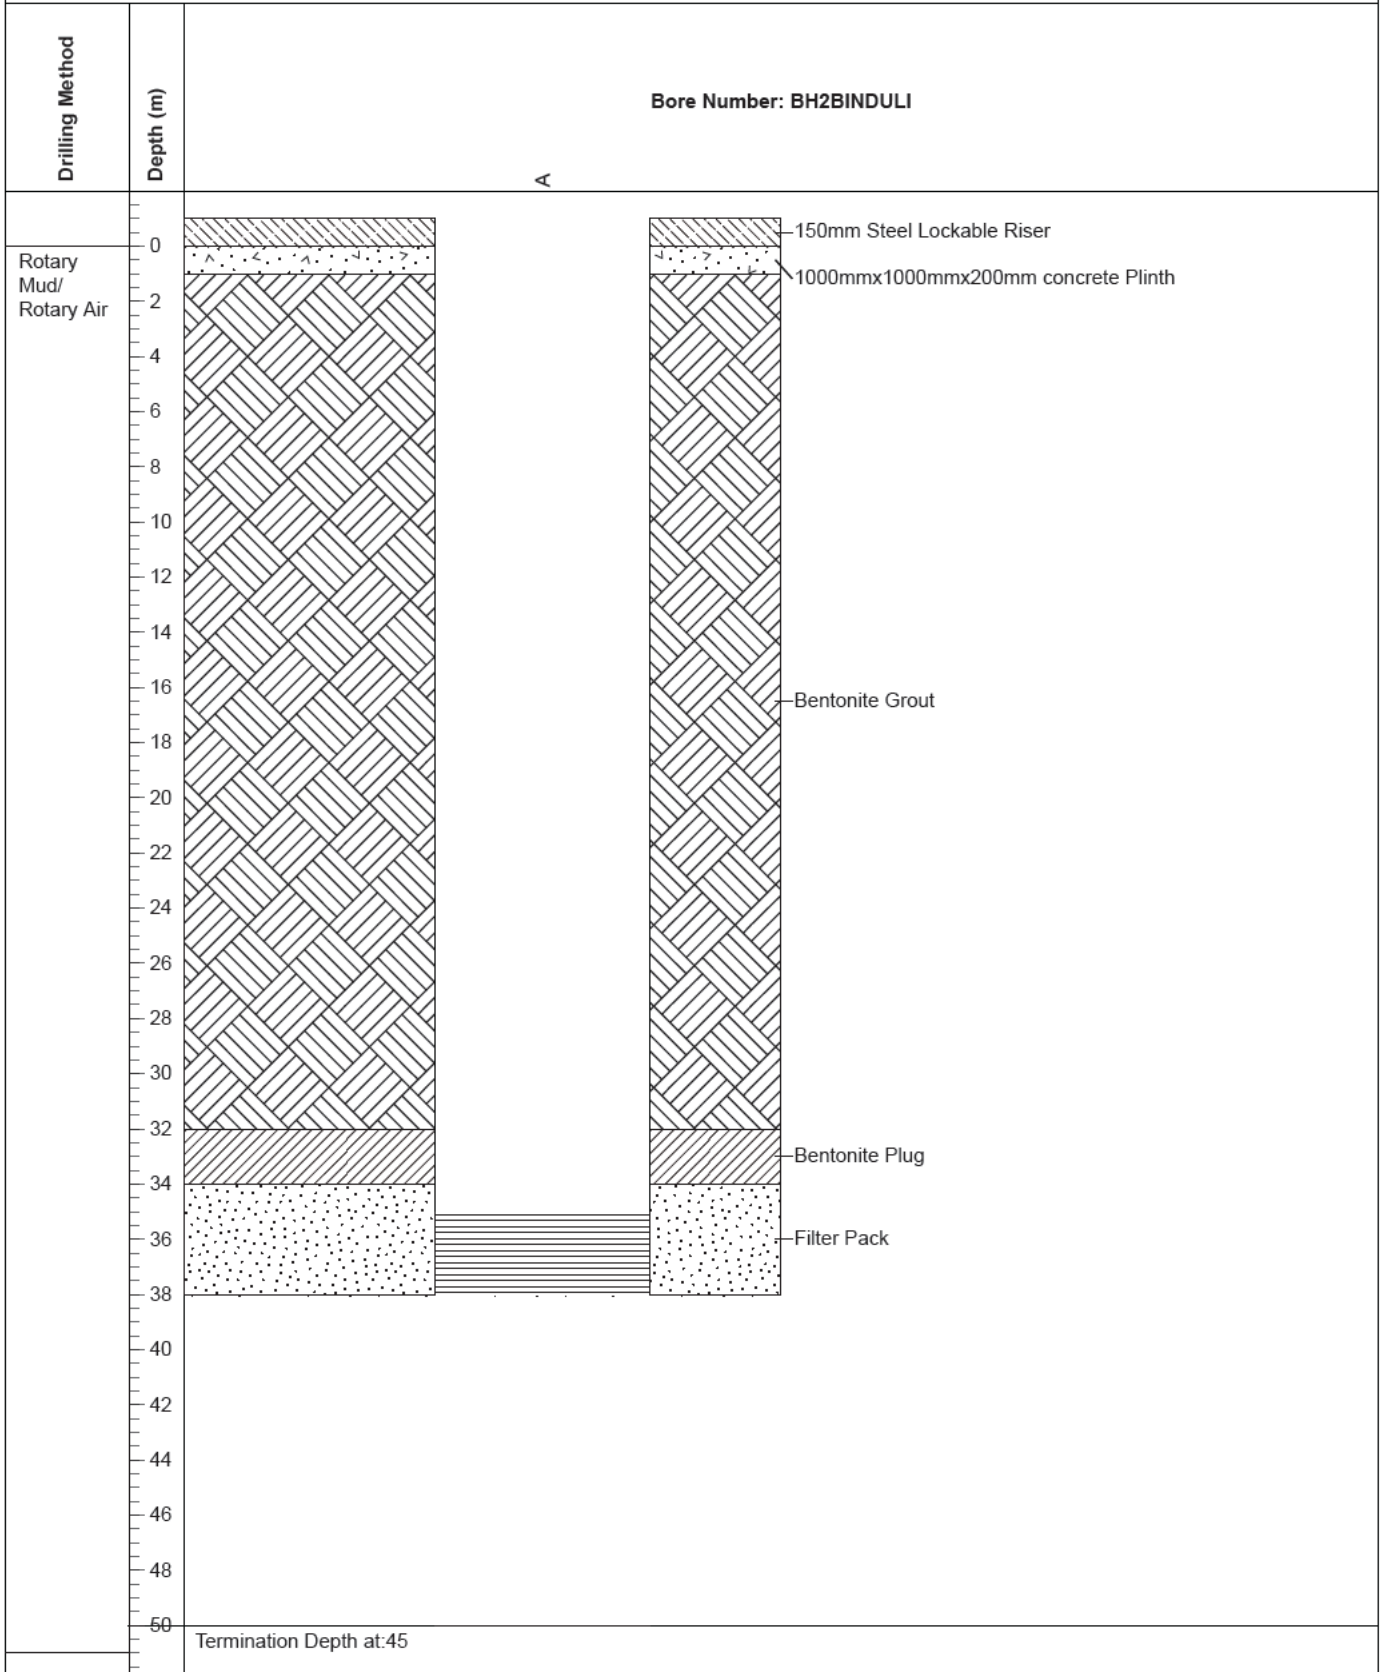 Drilling Method
Depth (m)
Bore Number: BH2BINDULI
A
150mm Steel Lockable Riser
0
Rotary
Mud/
Rotary Air
1000mmx1000mmx200mm concrete Plinth
2
4
6
8
10
12
14
16
Bentonite Grout
18
20
22
24
26
28
30
32
Bentonite Plug
34
36
Filter Pack
38
40
42
44
46
48
50
Termination Depth at:45